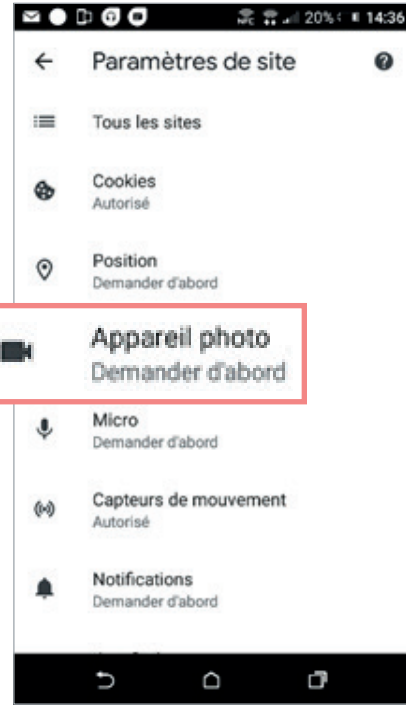 NFC 20% 14:36
Paramètres de site
Tous les sites
Cookies
Autorisé
Position
Demander d'abord
Appareil photo
Demander d'abord
Micro
Demander d'abord
Capteurs de mouvement
Autorisé
Notifications
Demander d'abord